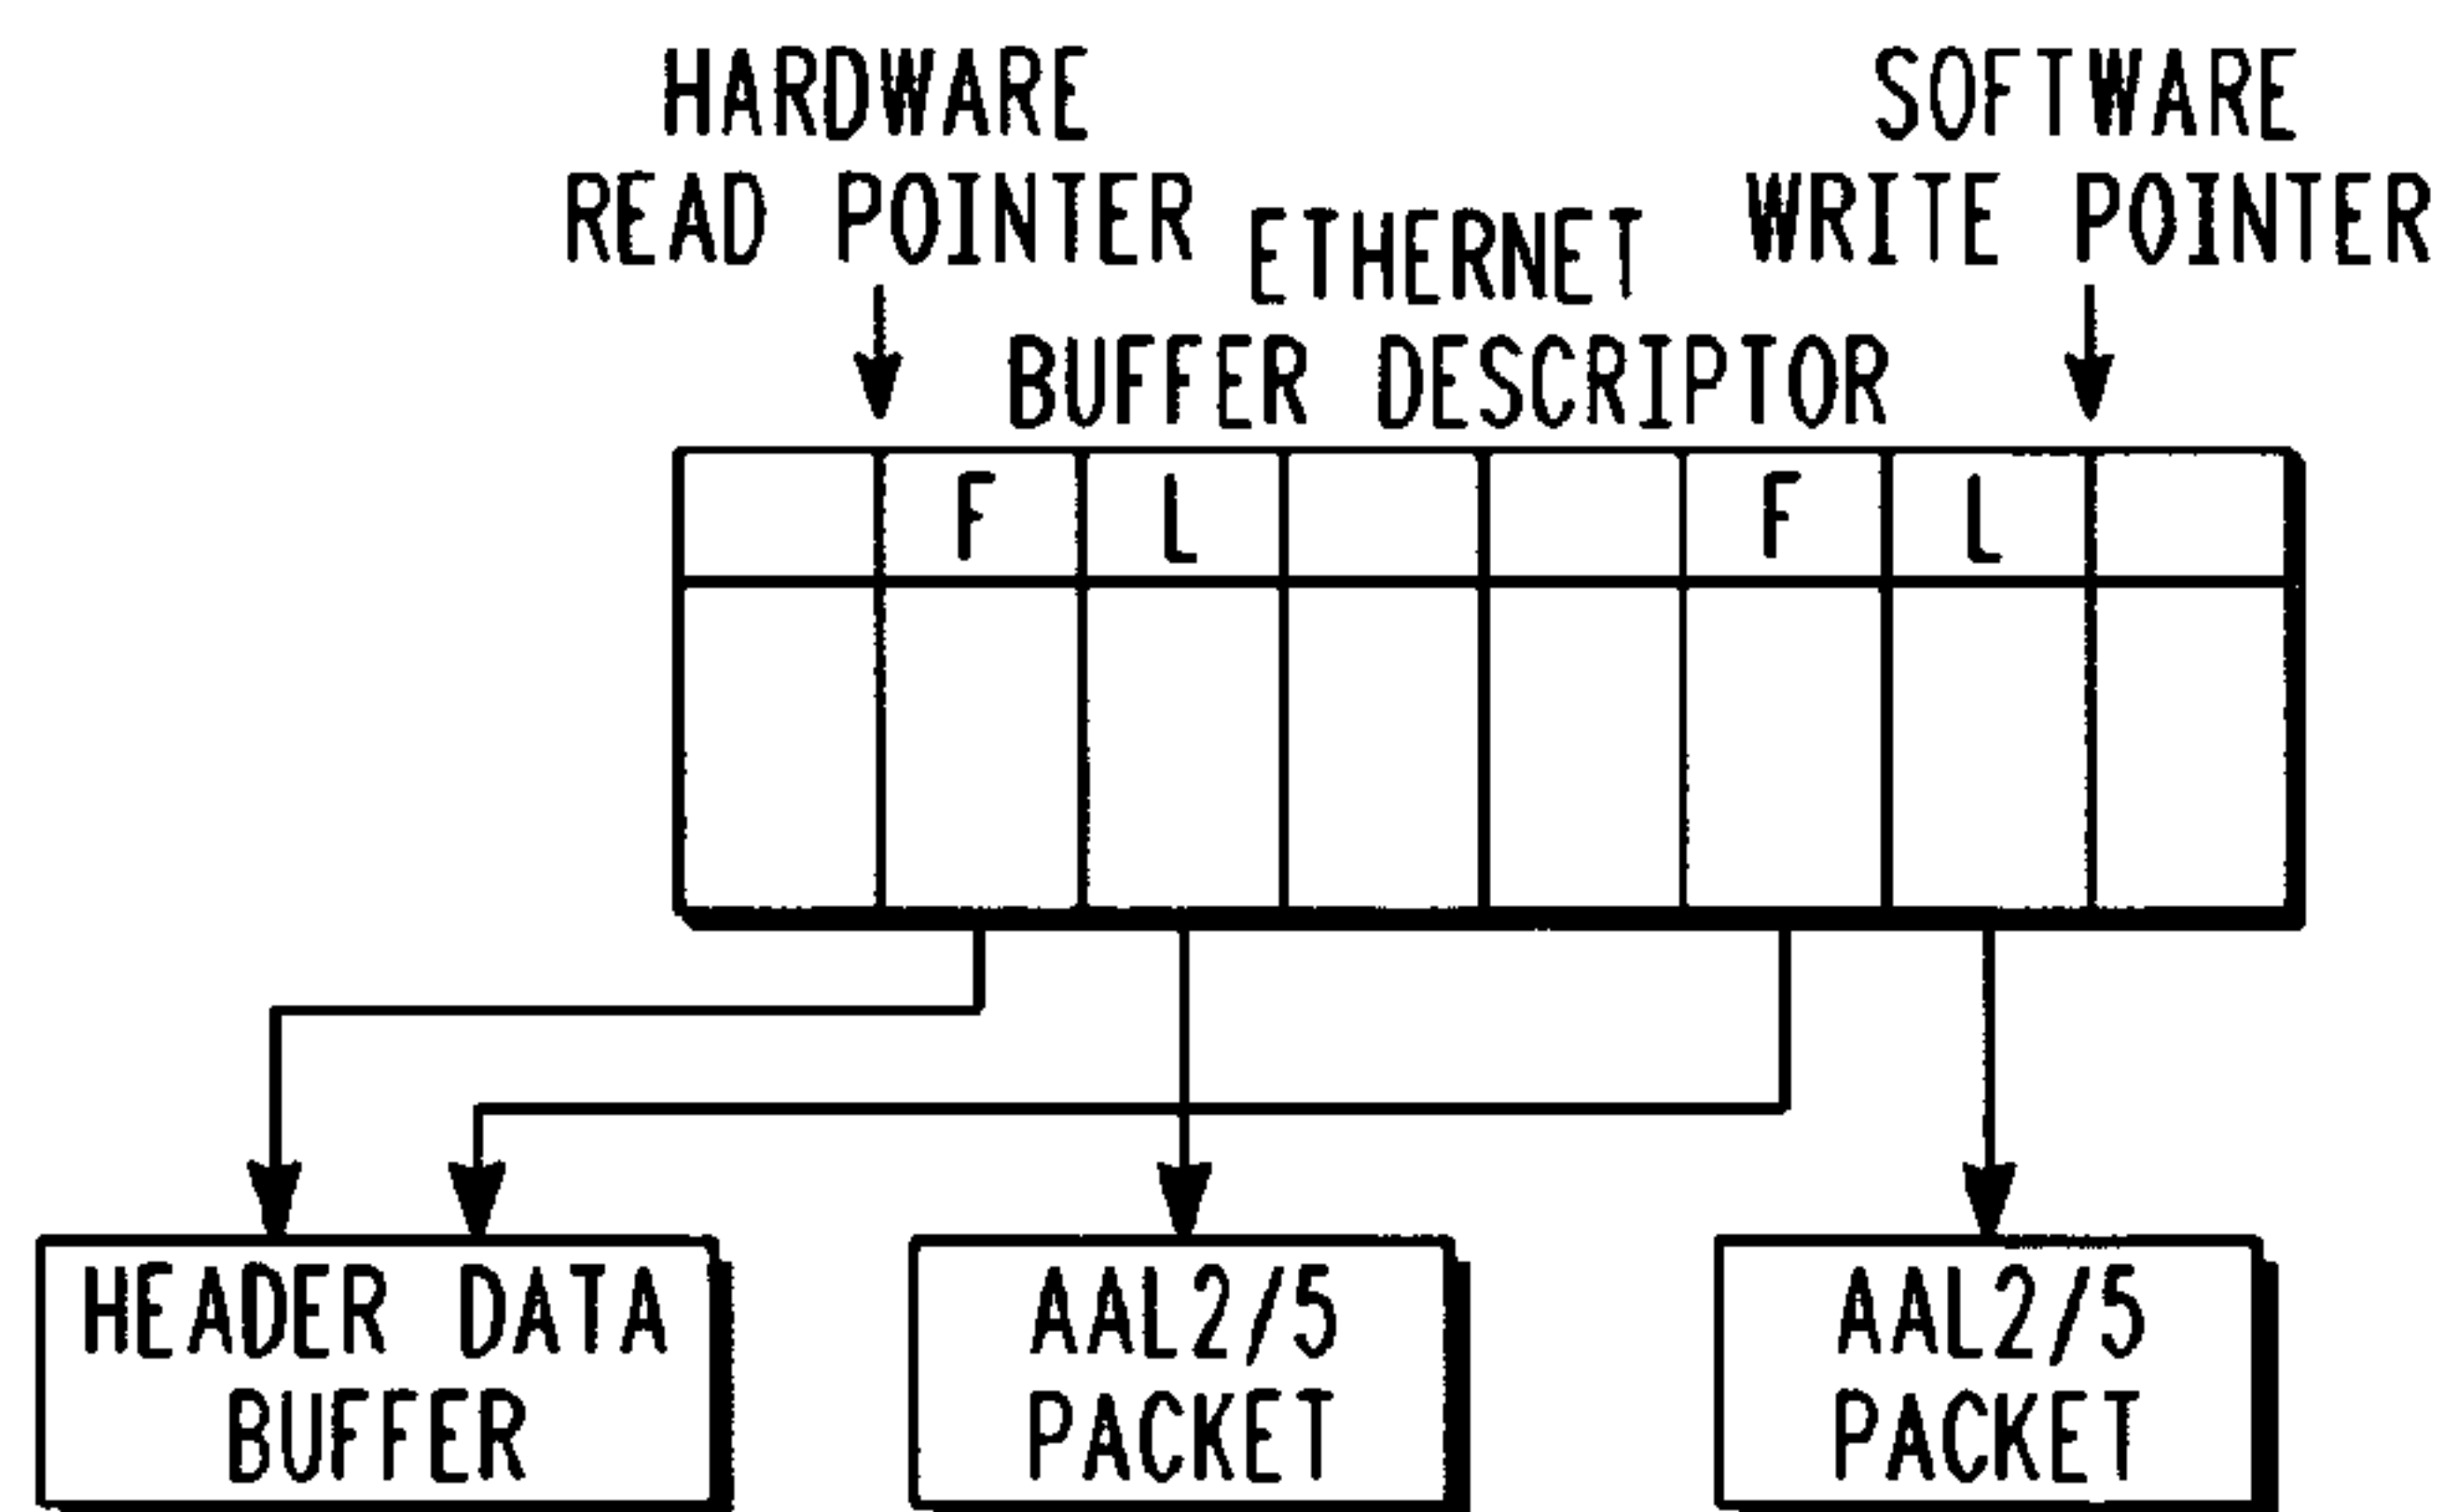 HARDWARE
READ POINTER
SOFTWARE
WRITE POINTER
ETHERNET
BUFFER DESCRIPTOR
F L F L
HEADER DATA
BUFFER
AAL2/5
PACKET
AAL2/5
PACKET